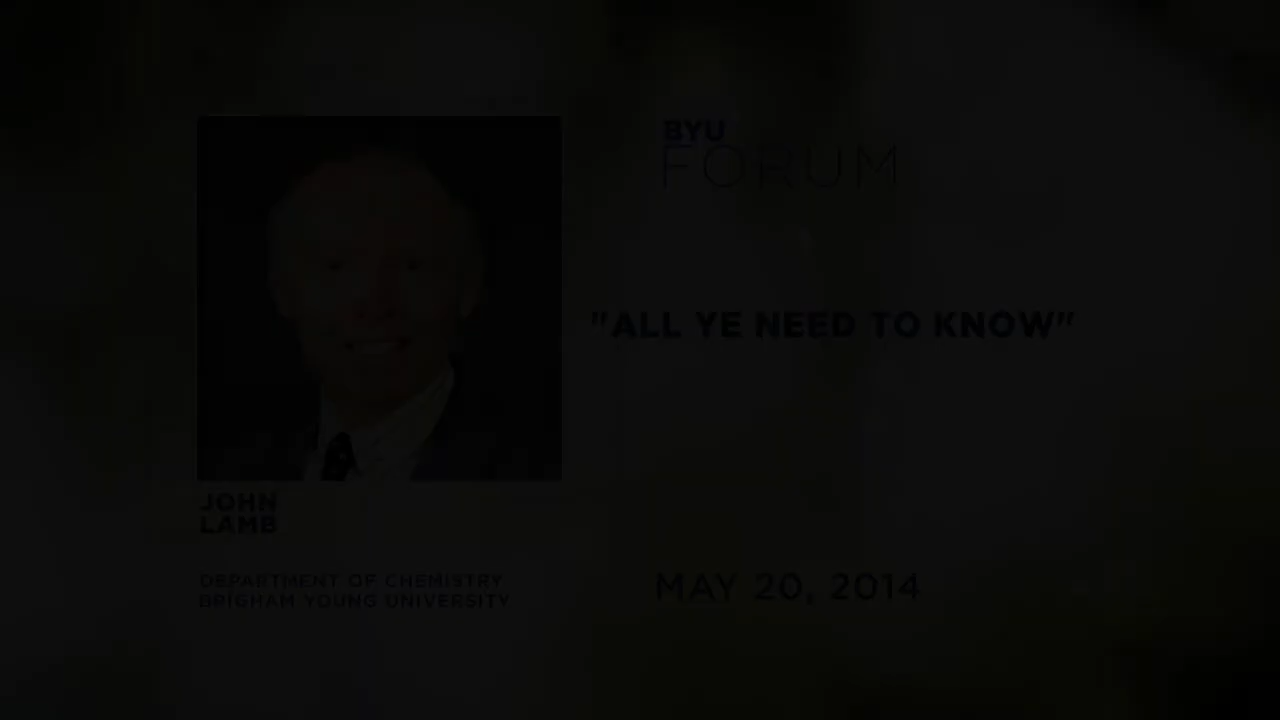 BYU
FORUM
"ALL YE NEED TO KNOW"
JOHN
LAMB
DEPARTMENT OF CHEMISTRY
BRIGHAM YOUNG UNIVERSITY
MAY 20, 2014